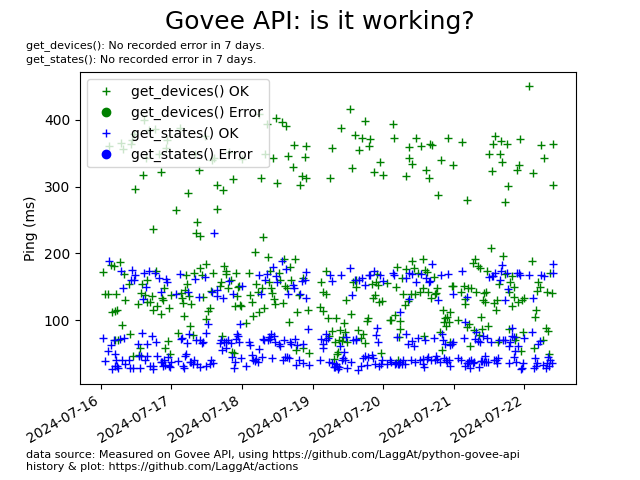 Govee API: is it working?
get_devices(): No recorded error in 7 days.
get_states(): No recorded error in 7 days.
get_devices() OK
get_devices() Error
get_states() OK
get_states() Error
Ping (ms)
400
300
200
100
2024-07-16
2024-07-17
2024-07-18
2024-07-19
2024-07-20
2024-07-21
2024-07-22
data source: Measured on Govee API, using https://github.com/LaggAt/python-govee-api
history & plot: https://github.com/LaggAt/actions